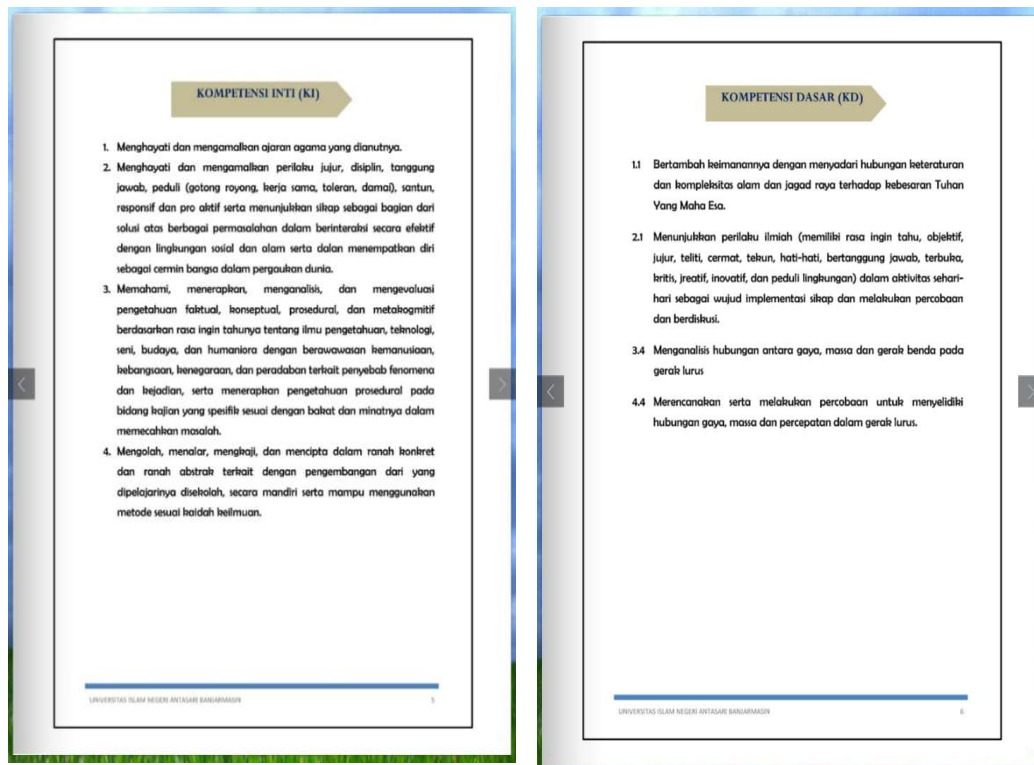 KOMPETENSI INTI (KI)
1. Menghayati dan mengamalkan ajaran agama yang dianutnya.
2. Menghayati dan mengamalkan perilaku jujur, disiplin, tanggung
jawab, peduli (gotong royong, kerja sama, toleran, damai), santun,
responsif dan pro aktif serta menunjukkan sikap sebagai bagian dari
solusi atas berbagai permasalahan dalam berinteraksi secara efektif
dengan lingkungan sosial dan alam serta dalan menempatkan diri
sebagai cermin bangsa dalam pergaukan dunia.
3. Memahami, menerapkan, menganalisis, dan mengevaluasi
pengetahuan faktual, konseptual, prosedural, dan metakogmitif
berdasarkan rasa ingin tahunya tentang ilmu pengetahuan, teknologi,
seni, budaya, dan humaniora dengan berawawasan kemanusiaan,
kebangsaan, kenegaraan, dan peradaban terkait penyebab fenomena
dan kejadian, serta menerapkan pengetahuan prosedural pada
bidang kajian yang spesifik sesuai dengan bakat dan minatnya dalam
memecahkan masalah.
4. Mengolah, menalar, mengkaji, dan mencipta dalam ranah konkret
dan ranah abstrak terkait dengan pengembangan dari yang
dipelajarinya disekolah, secara mandiri serta mampu menggunakan
metode sesuai kaidah keilmuan.
UNIVERSITAS ISLAM NEGERI ANTASARI BANJARMASIN 5
KOMPETENSI DASAR (KD)
1.1 Bertambah keimanannya dengan menyadari hubungan keteraturan
dan kompleksitas alam dan jagad raya terhadap kebesaran Tuhan
Yang Maha Esa.
2.1 Menunjukkan perilaku ilmiah (memiliki rasa ingin tahu, objektif,
jujur, teliti, cermat, tekun, hati-hati, bertanggung jawab, terbuka,
kritis, jreatif, inovatif, dan peduli lingkungan) dalam aktivitas sehari-
hari sebagai wujud implementasi sikap dan melakukan percobaan
dan berdiskusi.
3.4 Menganalisis hubungan antara gaya, massa dan gerak benda pada
gerak lurus
4.4 Merencanakan serta melakukan percobaan untuk menyelidiki
hubungan gaya, massa dan percepatan dalam gerak lurus.
UNIVERSITAS ISLAM NEGERI ANTASARI BANJARMASIN 6